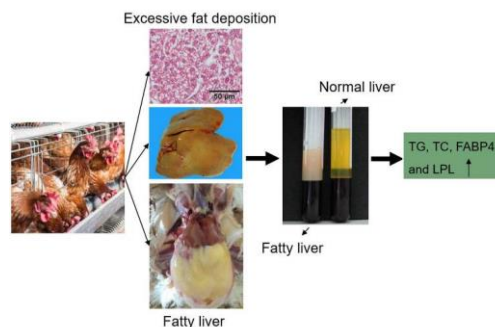 Excessive fat deposition
50 μm
Normal liver
TG, TC, FABP4
and LPL
Fatty liver
Fatty liver